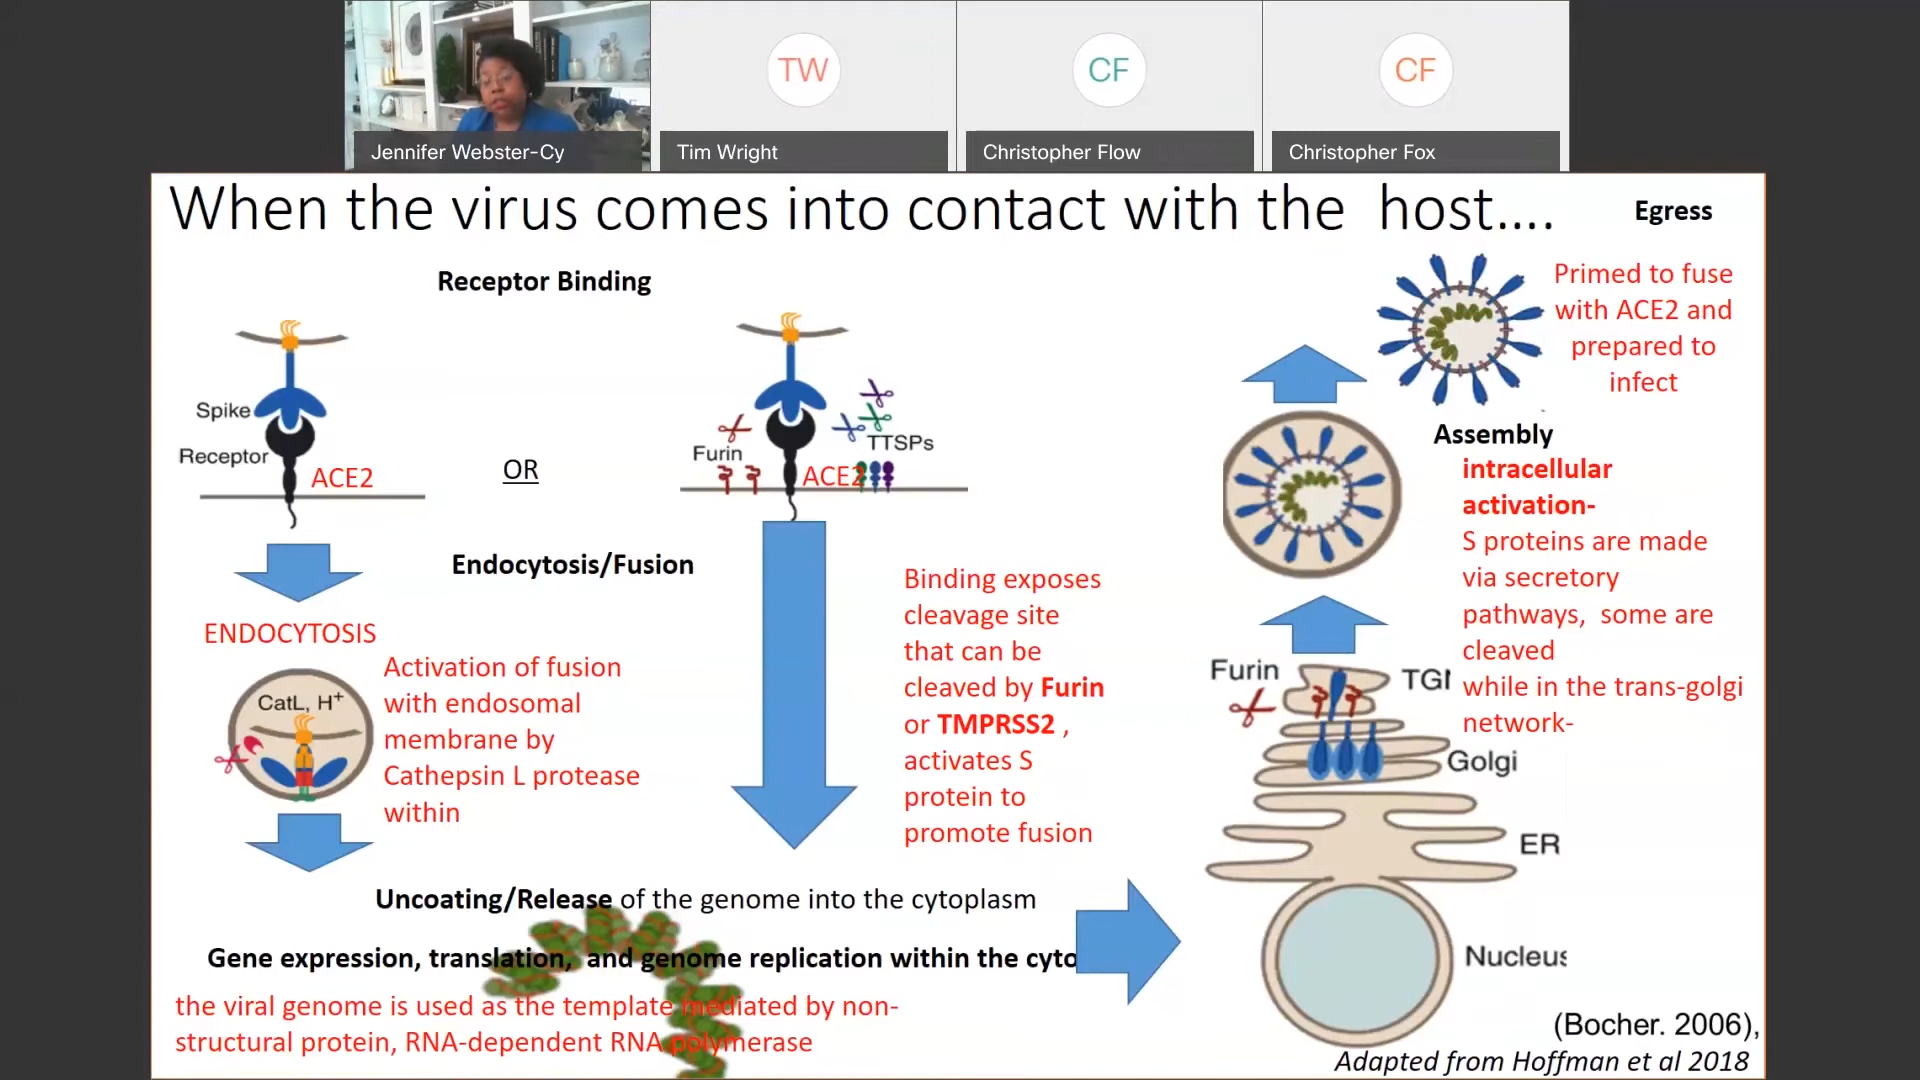 TW
CF
CF
Jennifer Webster-Cy
Tim Wright
Christopher Flow
Christopher Fox
When the virus comes into contact with the host....
Egress
Receptor Binding
Primed to fuse
with ACE2 and
prepared to
infect
Spike
Receptor
ACE2
OR
Furin
TTSPs
ACE2
Assembly
intracellular
activation-
S proteins are made
via secretory
pathways, some are
cleaved
while in the trans-golgi
network-
Endocytosis/Fusion
ENDOCYTOSIS
CatL, H+
Activation of fusion
with endosomal
membrane by
Cathepsin L protease
within
Binding exposes
cleavage site
that can be
cleaved by Furin
or TMPRSS2 ,
activates S
protein to
promote fusion
Furin
Golgi
ER
Nucleus
Uncoating/Release of the genome into the cytoplasm
Gene expression, translation, and genome replication within the cyto
the viral genome is used as the template mediated by non-
structural protein, RNA-dependent RNA polymerase
(Bocher. 2006),
Adapted from Hoffman et al 2018